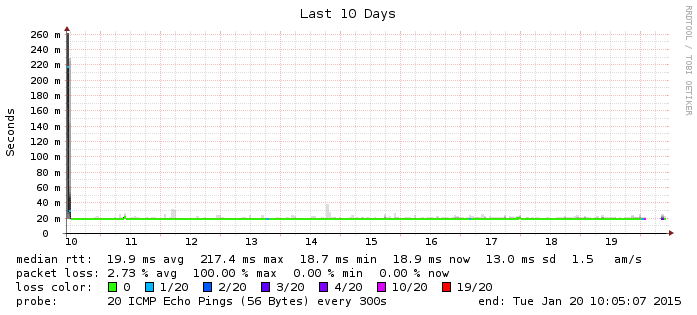 Last 10 Days
RRDTOOL / TOBI OETIKER
Seconds
260 m
240 m
220 m
200 m
180 m
160 m
140 m
120 m
100 m
80 m
60 m
40 m
20 m
0
10 11 12 13 14 15 16 17 18 19
median rtt: 19.9 ms avg 217.4 ms max 18.7 ms min 18.9 ms now 13.0 ms sd 1.5 am/s
packet loss: 2.73 % avg 100.00 % max 0.00 % min 0.00 % now
loss color: 0 1/20 2/20 3/20 4/20 10/20 19/20
probe: 20 ICMP Echo Pings (56 Bytes) every 300s end: Tue Jan 20 10:05:07 2015